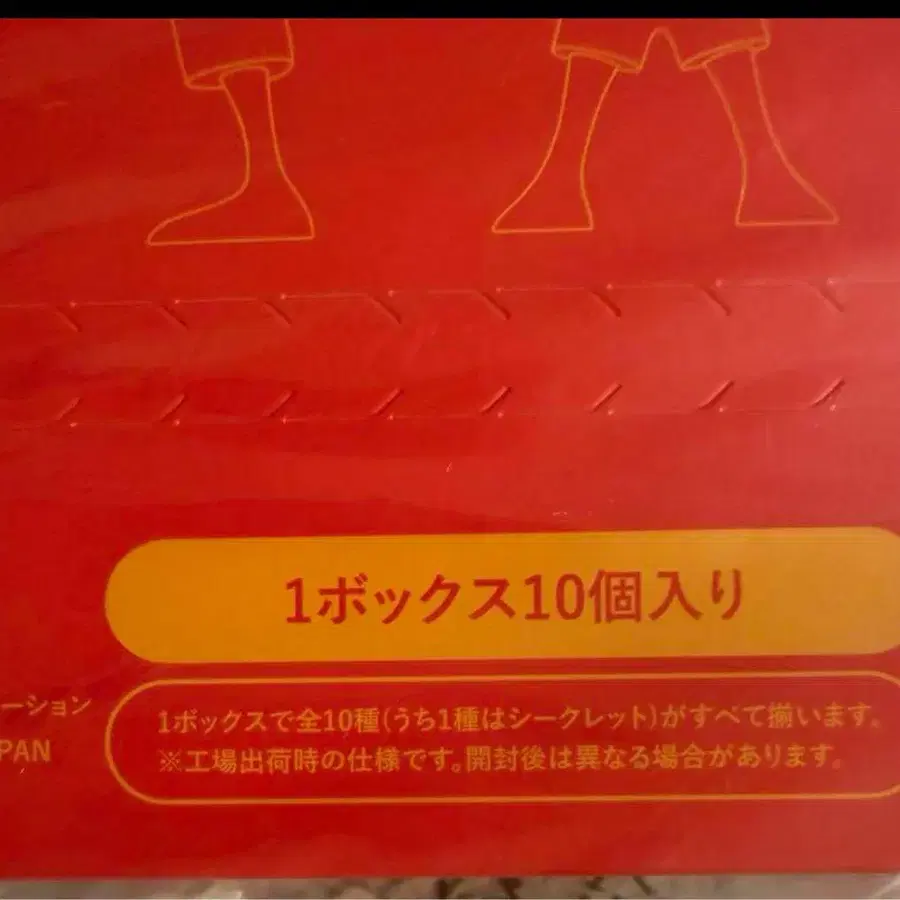 1ボックス10個入り
ーション
PAN
1ボックスで全10種(うち1種はシークレット)がすべて揃います。
※工場出荷時の仕様です。開封後は異なる場合があります。